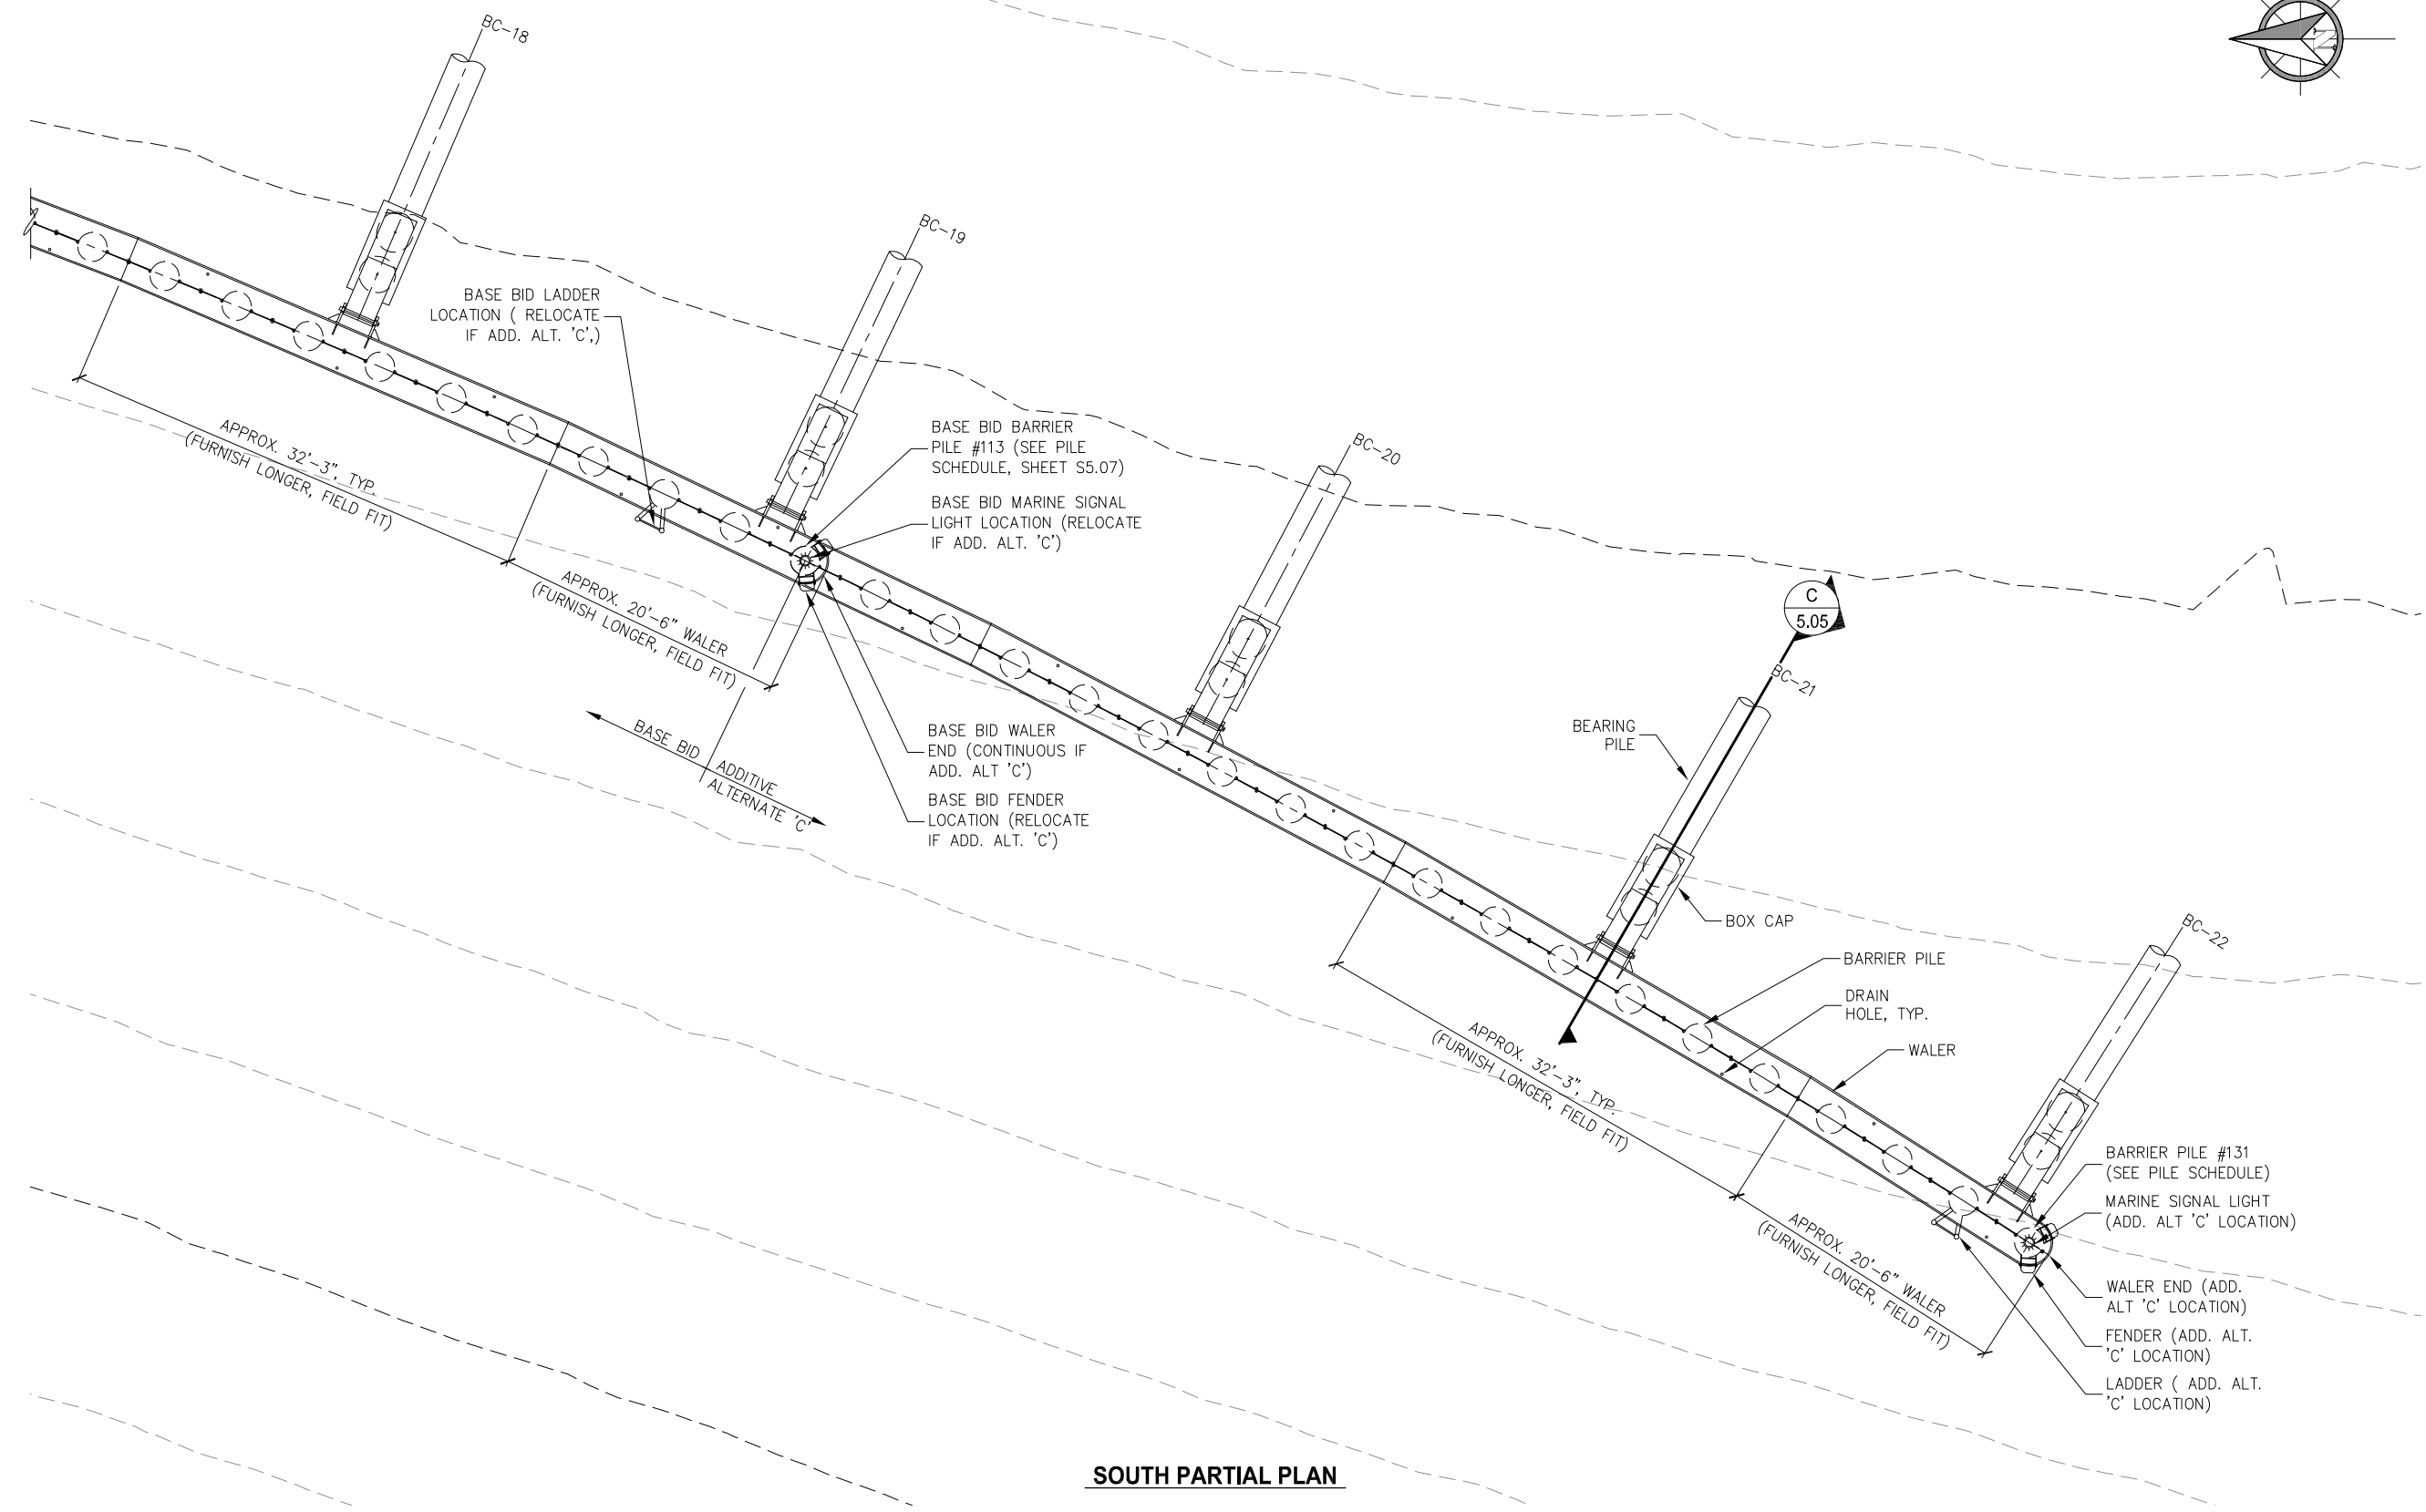 BC-18
BC-19
BASE BID LADDER
LOCATION ( RELOCATE
IF ADD. ALT. 'C',)
BASE BID BARRIER
PILE #113 (SEE PILE
SCHEDULE, SHEET S5.07)
BASE BID MARINE SIGNAL
LIGHT LOCATION (RELOCATE
IF ADD. ALT. 'C')
BC-20
APPROX. 32'-3", TYP.
(FURNISH LONGER, FIELD FIT)
APPROX. 20'-6" WALER
(FURNISH LONGER, FIELD FIT)
BASE BID
ADDITIVE
ALTERNATE 'C'
BASE BID WALER
END (CONTINUOUS IF
ADD. ALT 'C')
BASE BID FENDER
LOCATION (RELOCATE
IF ADD. ALT. 'C')
C
5.05
BC-21
BEARING
PILE
BOX CAP
BC-22
BARRIER PILE
DRAIN
HOLE, TYP.
WALER
APPROX. 32'-3", TYP.
(FURNISH LONGER, FIELD FIT)
APPROX. 20'-6" WALER
(FURNISH LONGER, FIELD FIT)
BARRIER PILE #131
(SEE PILE SCHEDULE)
MARINE SIGNAL LIGHT
(ADD. ALT 'C' LOCATION)
WALER END (ADD.
ALT 'C' LOCATION)
FENDER (ADD. ALT.
'C' LOCATION)
LADDER ( ADD. ALT.
'C' LOCATION)
SOUTH PARTIAL PLAN